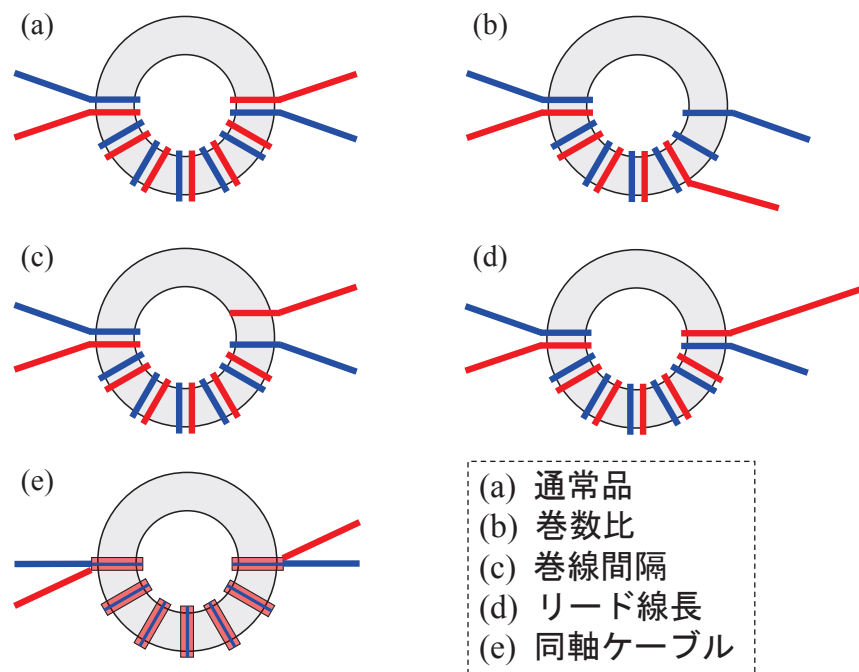 (a)
(b)
(c)
(d)
(e)
(a) 通常品
(b) 巻数比
(c) 巻線間隔
(d) リード線長
(e) 同軸ケーブル